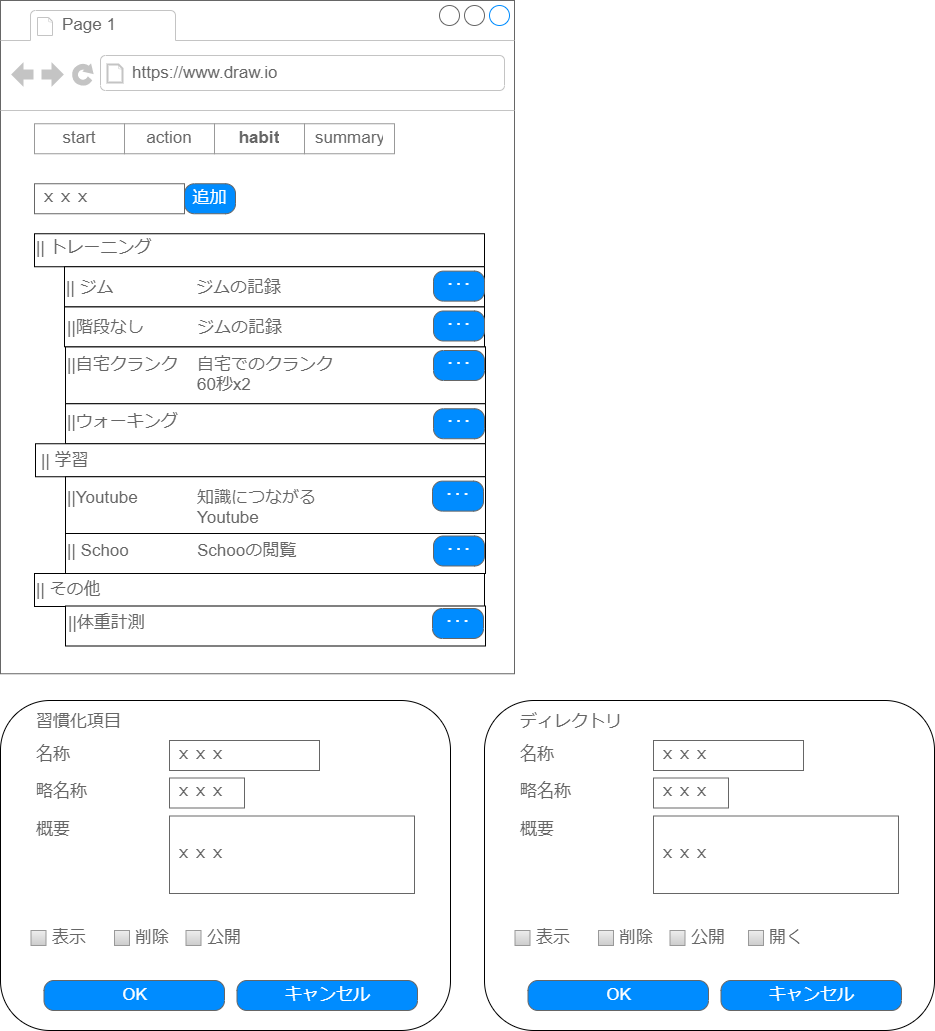 Page 1
https://www.draw.io
start action habit summary
ｘｘｘ 追加
|| トレーニング
|| ジム ジムの記録 ･･･
||階段なし ジムの記録 ･･･
||自宅クランク 自宅でのクランク ･･･
60秒x2
||ウォーキング ･･･
|| 学習
||Youtube 知識につながる ･･･
Youtube
|| Schoo Schooの閲覧 ･･･
|| その他
||体重計測 ･･･
習慣化項目
名称 ｘｘｘ
略名称 ｘｘｘ
概要
ｘｘｘ
表示 削除 公開
OK キャンセル
ディレクトリ
名称 ｘｘｘ
略名称 ｘｘｘ
概要
ｘｘｘ
表示 削除 公開 開く
OK キャンセル